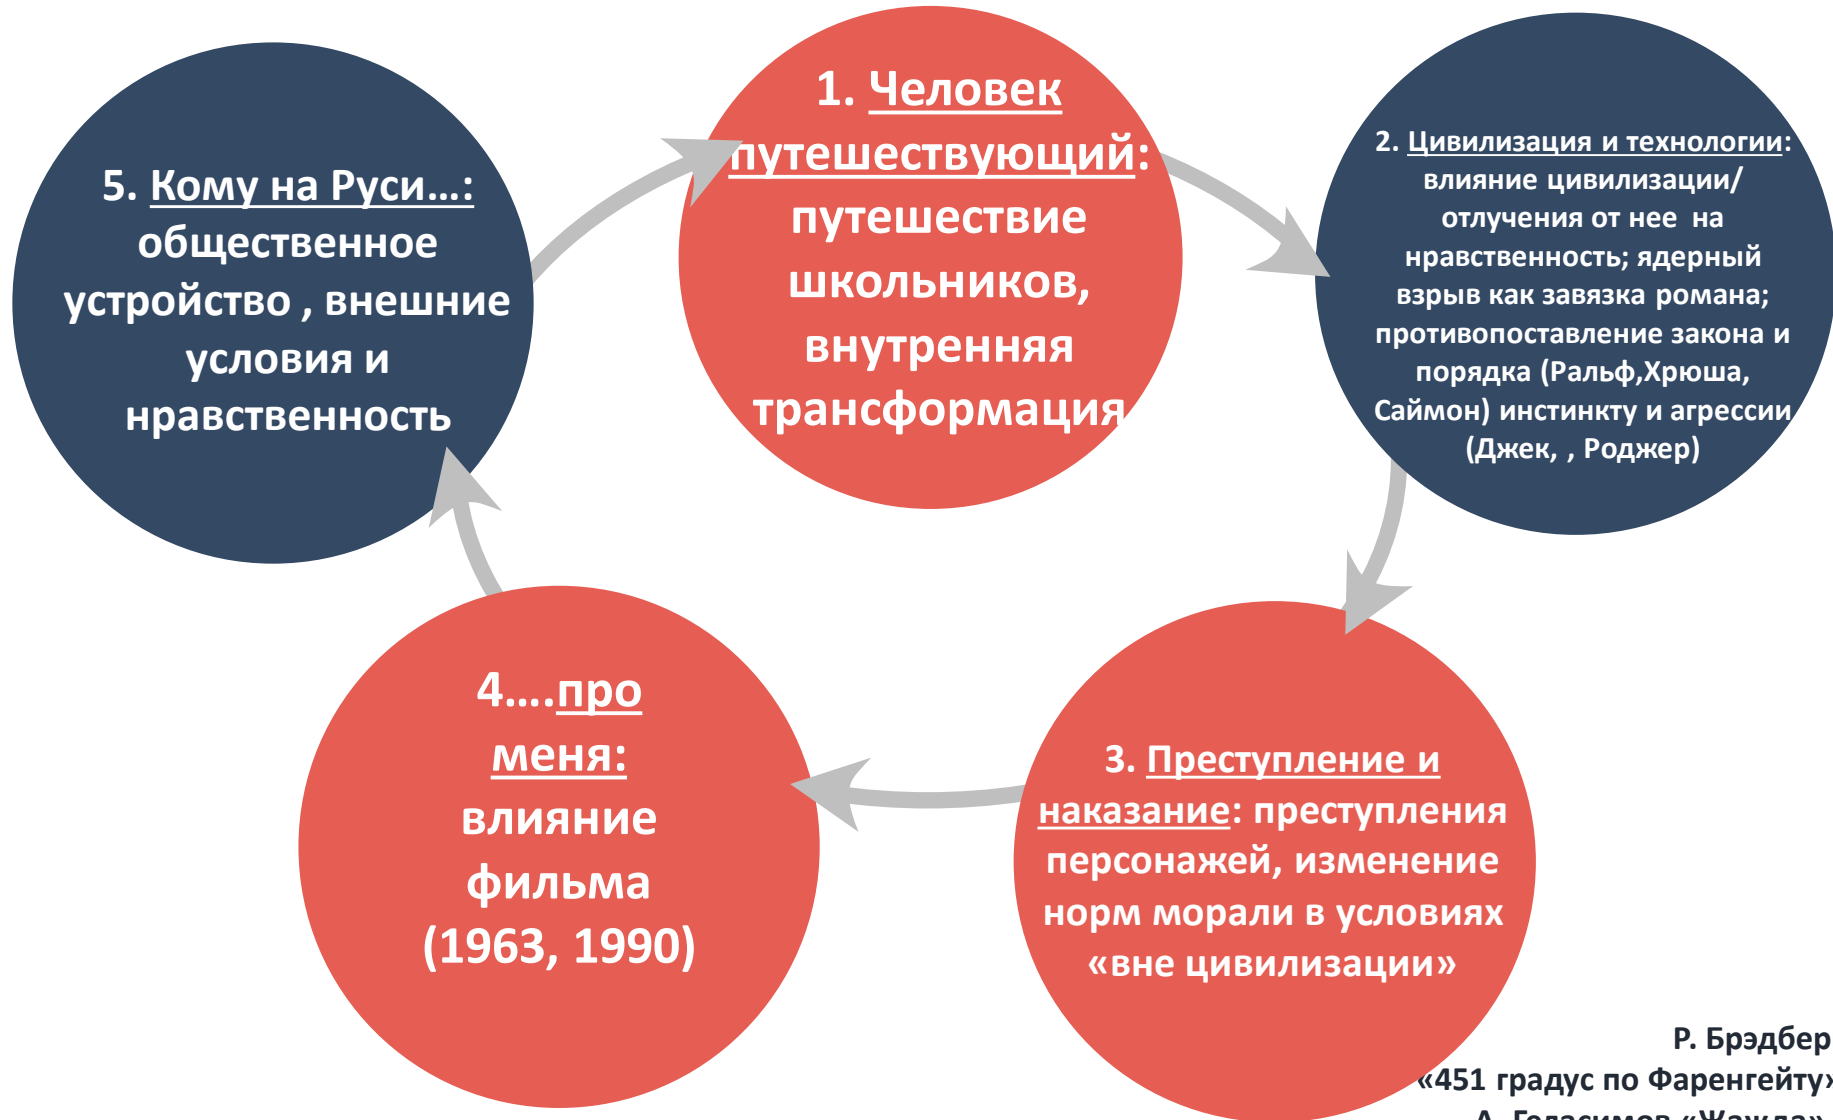 1. Человек
путешествующий:
путешествие
школьников,
внутренняя
трансформация
2. Цивилизация и технологии:
влияние цивилизации/
отлучения от нее на
нравственность; ядерный
взрыв как завязка романа;
противопоставление закона и
порядка (Ральф,Хрюша,
Саймон) инстинкту и агрессии
(Джек, , Роджер)
3. Преступление и
наказание: преступления
персонажей, изменение
норм морали в условиях
«вне цивилизации»
4....про
меня:
влияние
фильма
(1963, 1990)
5. Кому на Руси...:
общественное
устройство , внешние
условия и
нравственность
Р. Брэдбер
«451 градус по Фаренгейту»
А. Геласимов «Жажда»